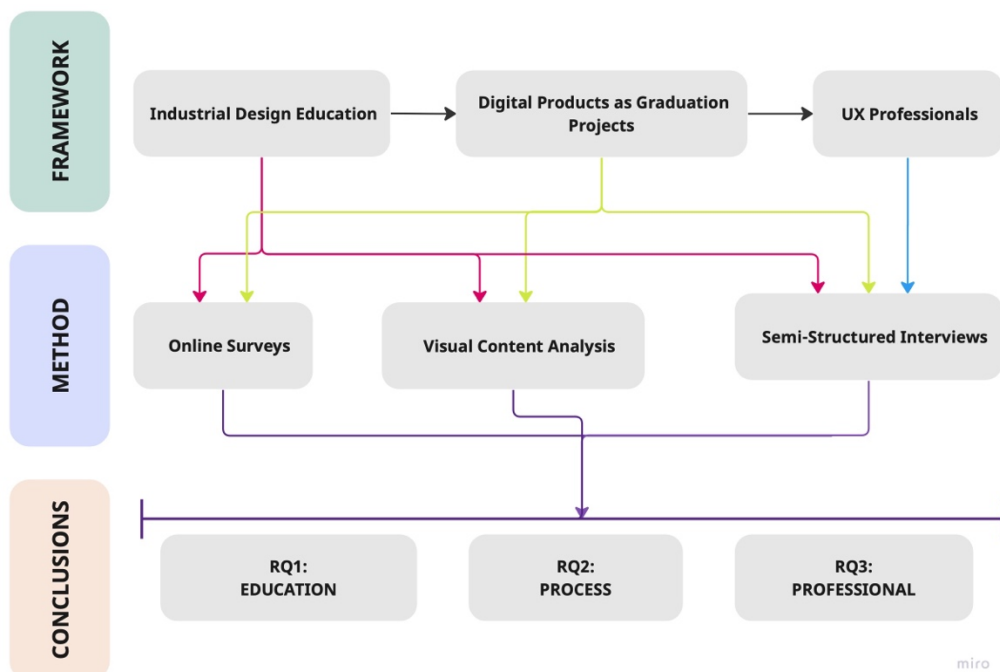 FRAMEWORK
Industrial Design Education
Digital Products as Graduation
Projects
UX Professionals
METHOD
Online Surveys
Visual Content Analysis
Semi-Structured Interviews
CONCLUSIONS
RQ1:
EDUCATION
RQ2:
PROCESS
RQ3:
PROFESSIONAL
miro